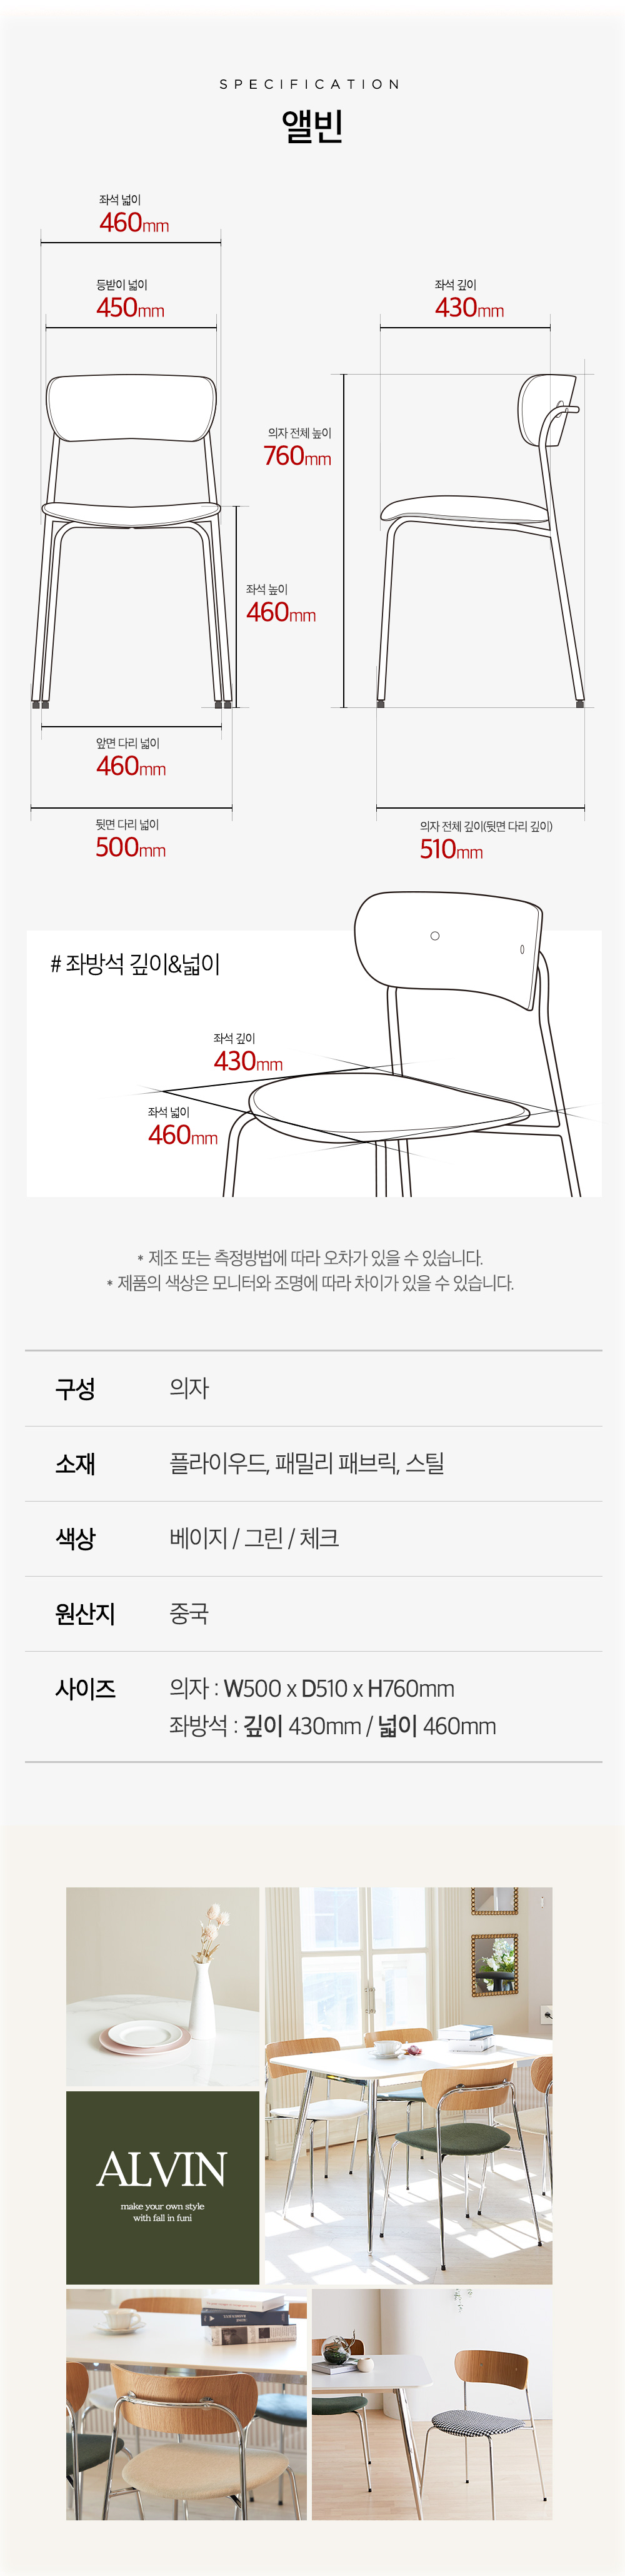 SPECIFICATION
앨빈
좌석 넓이
460mm
등받이 넓이
450mm
좌석 깊이
430mm
의자 전체 높이
760mm
좌석 높이
460mm
앞면 다리 넓이
460mm
뒷면 다리 넓이
500mm
의자 전체 깊이(뒷면 다리 깊이)
510mm
# 좌방석 깊이&넓이
좌석 깊이
430mm
좌석 넓이
460mm
* 제조 또는 측정방법에 따라 오차가 있을 수 있습니다.
* 제품의 색상은 모니터와 조명에 따라 차이가 있을 수 있습니다.
구성 의자
소재 플라이우드, 패밀리 패브릭, 스틸
색상 베이지 / 그린 / 체크
원산지 중국
사이즈 의자 : W500 x D510 x H760mm
좌방석 : 깊이 430mm / 넓이 460mm
ALVIN
make your own style
with fall in funi